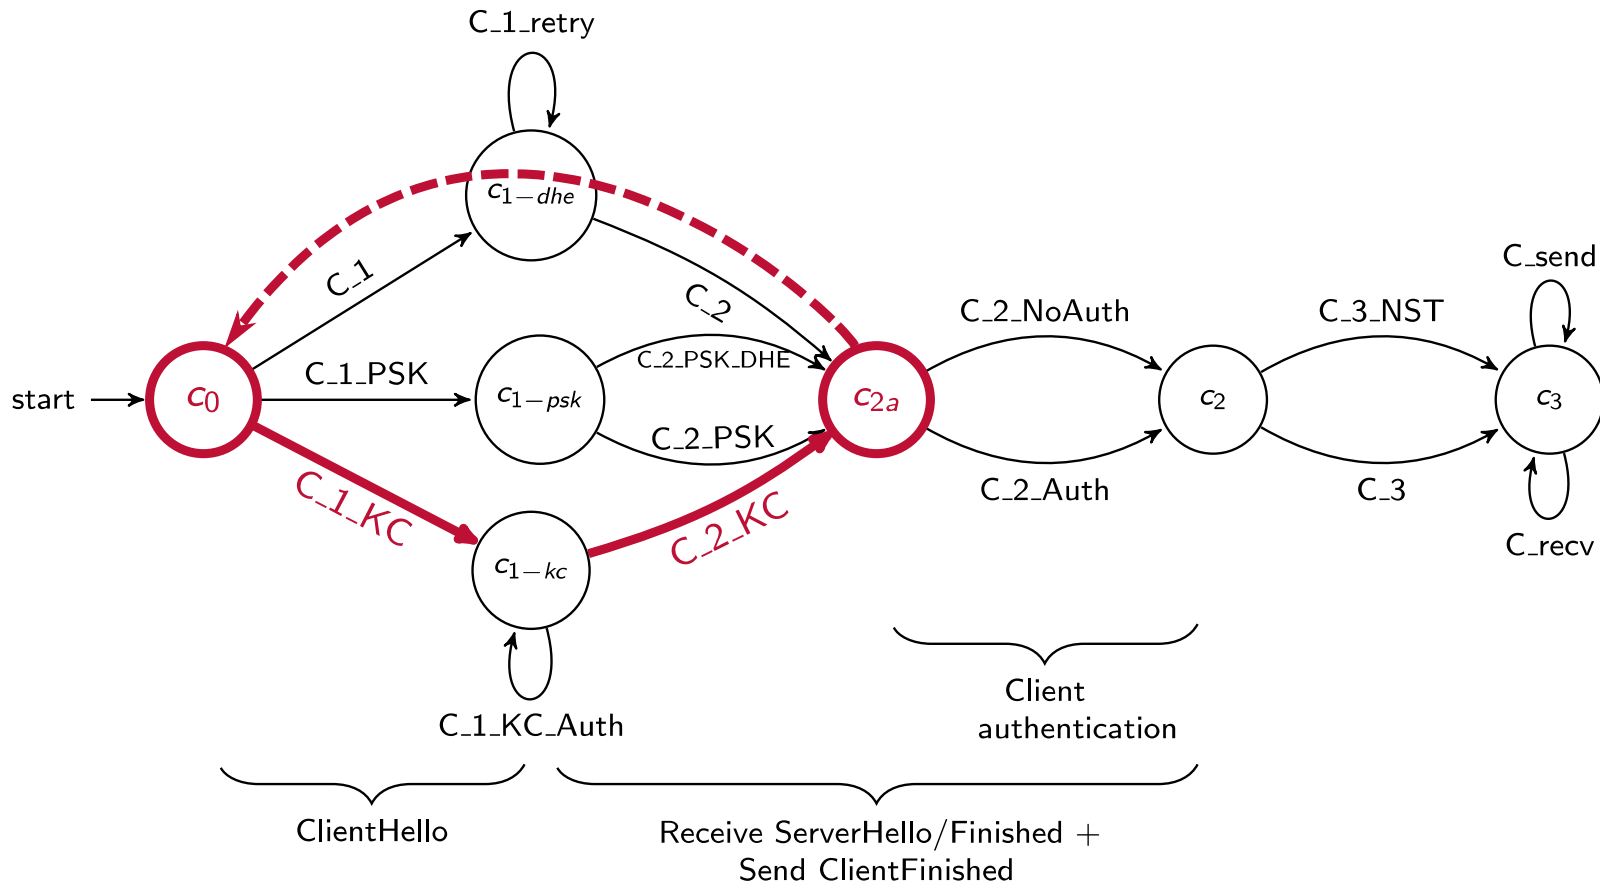 C_1_retry
c1−dhe
C_1
C_2
C_send
C_2_NoAuth
C_3_NST
C_1_PSK
C_2_PSK_DHE
start
c0
c1−psk
c2a
c2
c3
C_2_PSK
C_1_KC
C_2_KC
C_2_Auth
C_3
C_recv
c1−kc
C_1_KC_Auth
Client
authentication
ClientHello
Receive ServerHello/Finished +
Send ClientFinished